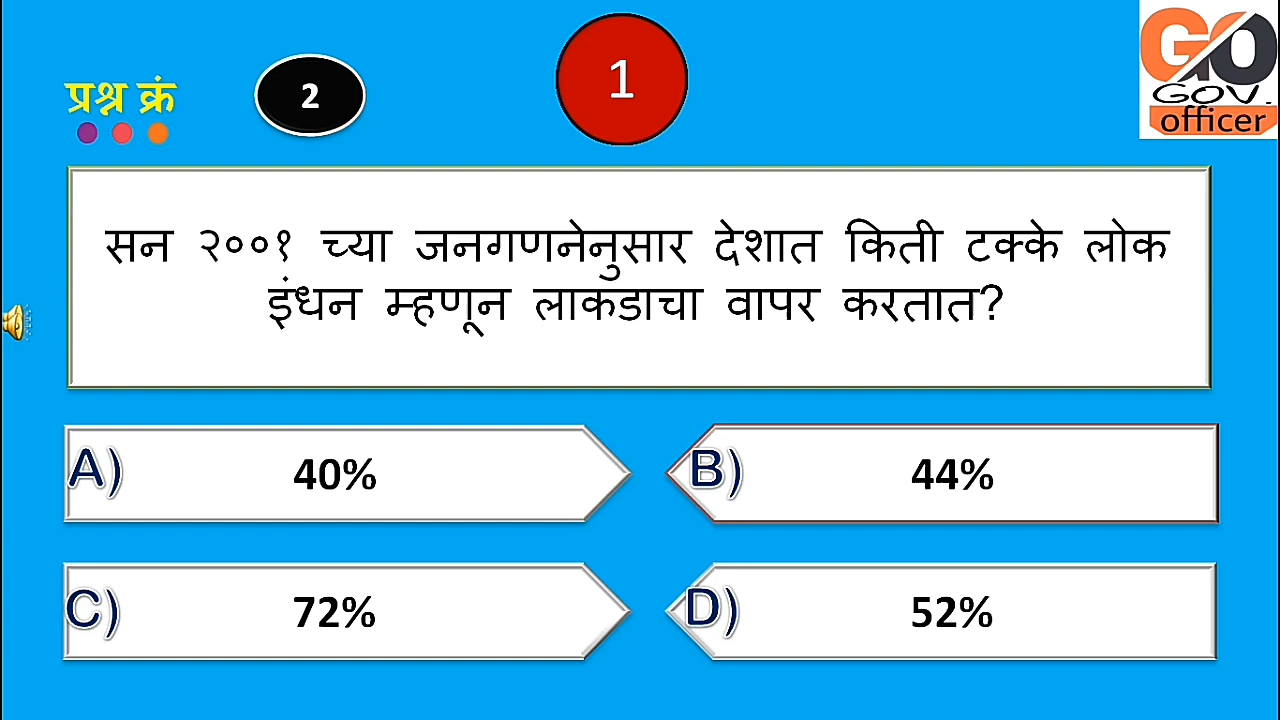 प्रश्न क्रं
2
1
GO
GOV.
officer
सन २००१ च्या जनगणनेनुसार देशात किती टक्के लोक
इंधन म्हणून लाकडाचा वापर करतात?
A) 40%
B) 44%
C) 72%
D) 52%